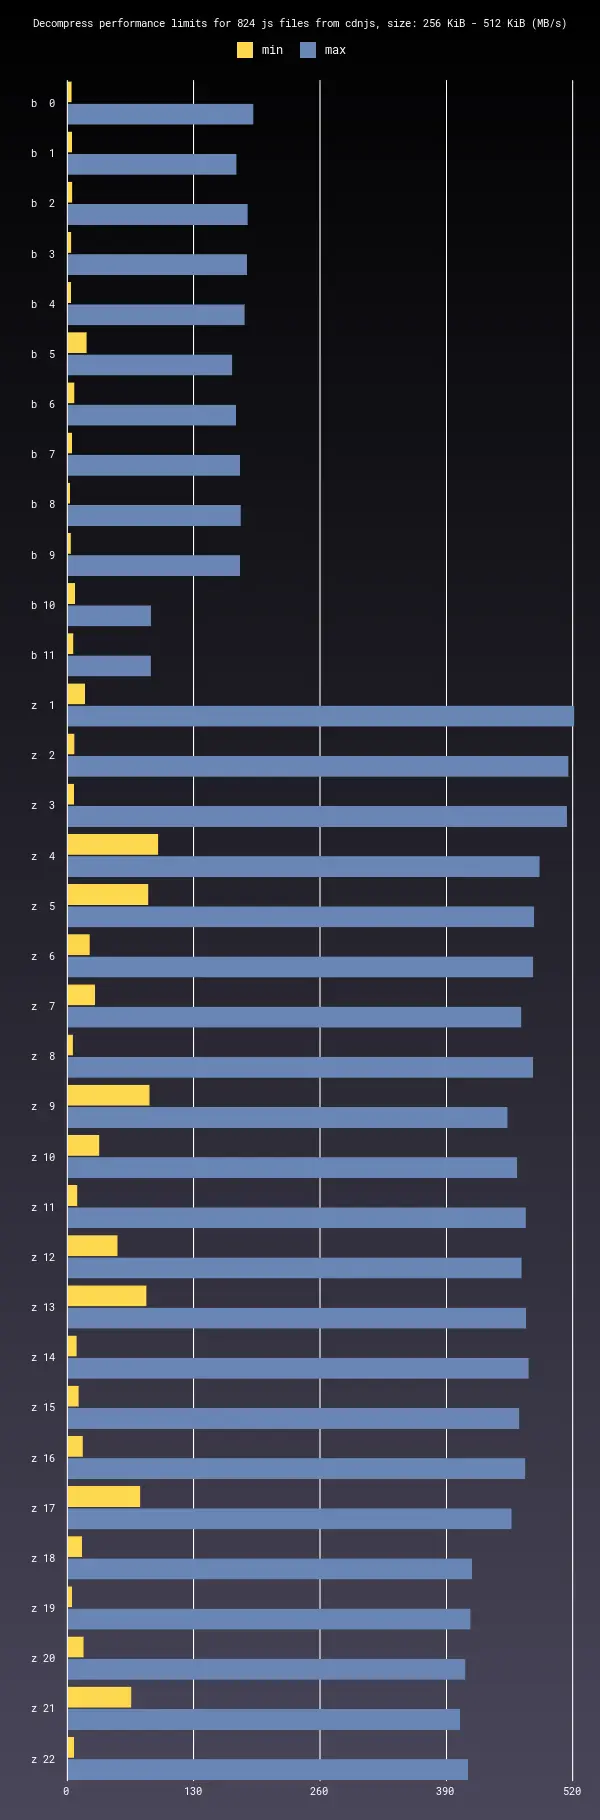 Decompress performance limits for 824 js files from cdnjs, size: 256 KiB - 512 KiB (MB/s)
min max
b 0
b 1
b 2
b 3
b 4
b 5
b 6
b 7
b 8
b 9
b 10
b 11
z 1
z 2
z 3
z 4
z 5
z 6
z 7
z 8
z 9
z 10
z 11
z 12
z 13
z 14
z 15
z 16
z 17
z 18
z 19
z 20
z 21
z 22
0 130 260 390 520